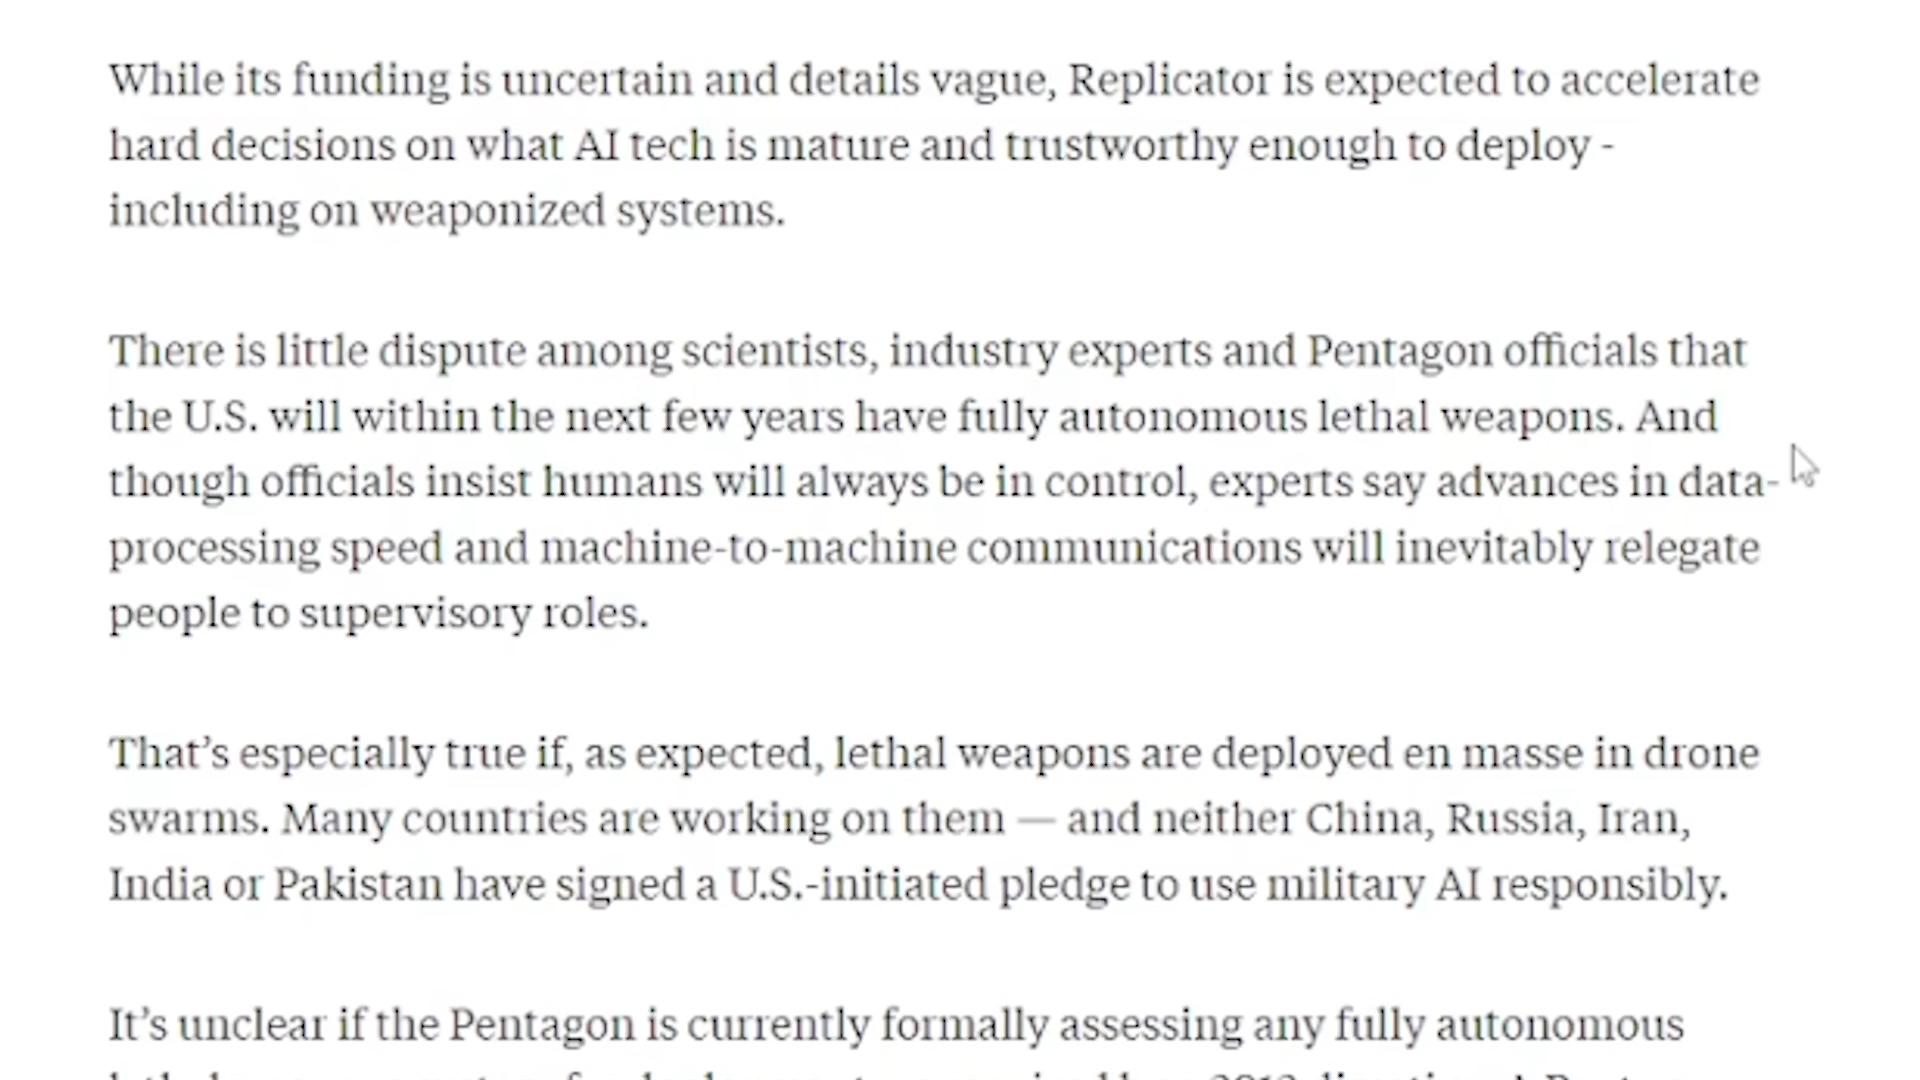 While its funding is uncertain and details vague, Replicator is expected to accelerate
hard decisions on what AI tech is mature and trustworthy enough to deploy -
including on weaponized systems.
There is little dispute among scientists, industry experts and Pentagon officials that
the U.S. will within the next few years have fully autonomous lethal weapons. And
though officials insist humans will always be in control, experts say advances in data-
processing speed and machine-to-machine communications will inevitably relegate
people to supervisory roles.
That’s especially true if, as expected, lethal weapons are deployed en masse in drone
swarms. Many countries are working on them — and neither China, Russia, Iran,
India or Pakistan have signed a U.S.-initiated pledge to use military AI responsibly.
It’s unclear if the Pentagon is currently formally assessing any fully autonomous